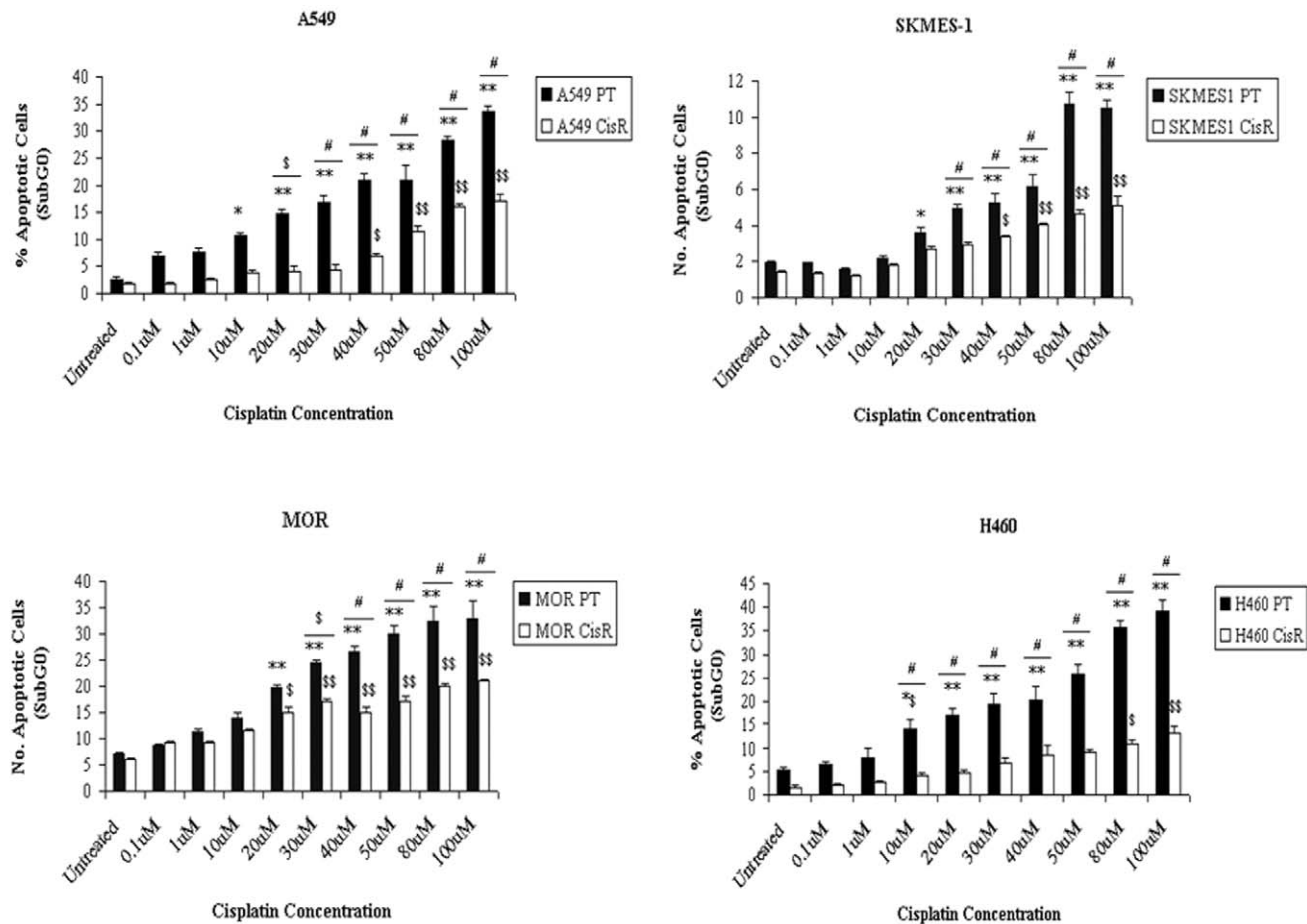 A549
% Apoptotic Cells
(SubG0)
40
35
30
25
20
15
10
5
0
* ** ** ** ** ** **
$ # # # # #
$ $$ $$ $$
A549 PT
A549 CisR
Untreated 0.1uM 1uM 10uM 20uM 30uM 40uM 50uM 80uM 100uM
Cisplatin Concentration
SKMES-1
No. Apoptotic Cells
(SubG0)
12
10
8
6
4
2
0
* ** ** ** ** **
# # # # #
$ $$ $$ $$
SKMES1 PT
SKMES1 CisR
Untreated 0.1uM 1uM 10uM 20uM 30uM 40uM 50uM 80uM 100uM
Cisplatin Concentration
MOR
No. Apoptotic Cells
(SubG0)
40
35
30
25
20
15
10
5
0
** ** ** ** ** **
$ # # # #
$ $$ $$ $$ $$ $$
MOR PT
MOR CisR
Untreated 0.1uM 1uM 10uM 20uM 30uM 40uM 50uM 80uM 100uM
Cisplatin Concentration
H460
% Apoptotic Cells
(SubG0)
45
40
35
30
25
20
15
10
5
0
# # # # # # #
*$ ** ** ** ** ** **
$ $$
H460 PT
H460 CisR
Untreated 0.1uM 1uM 10uM 20uM 30uM 40uM 50uM 80uM 100uM
Cisplatin Concentration